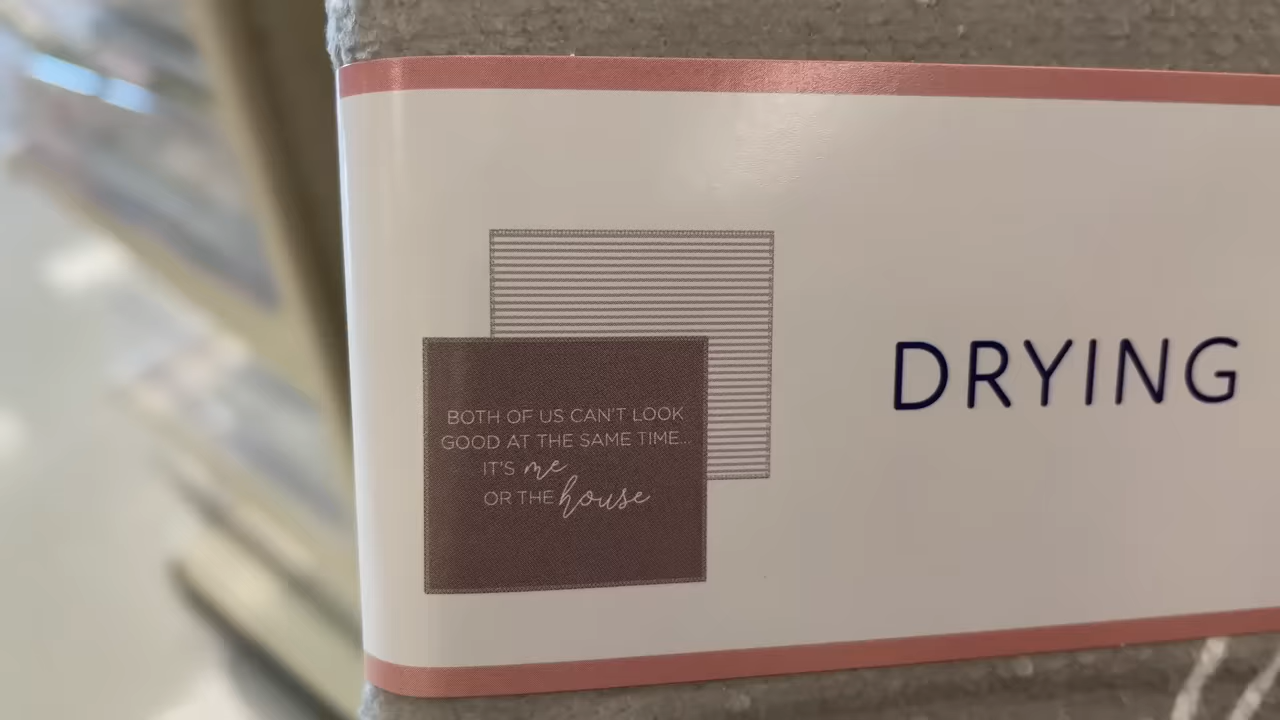 BOTH OF US CAN'T LOOK
GOOD AT THE SAME TIME...
IT'S me
OR THE house
DRYING